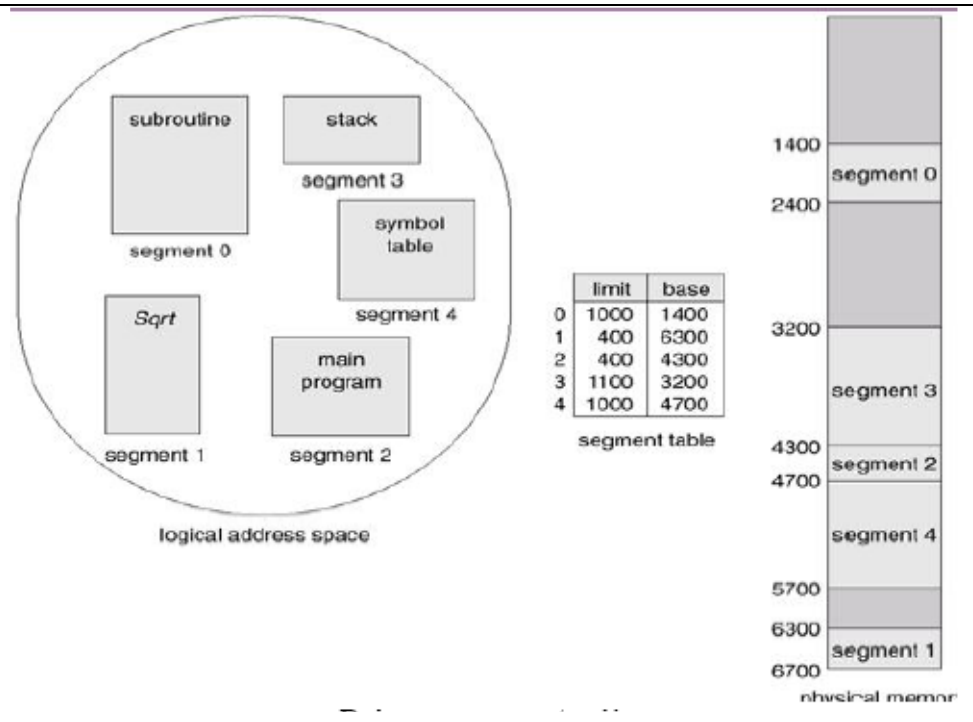 subroutine
segment 0
stack
segment 3
symbol
table
segment 4
Sqrt
segment 1
main
program
segment 2
logical address space
limit base
0 1000 1400
1 400 6300
2 400 4300
3 1100 3200
4 1000 4700
segment table
1400
segment 0
2400
3200
segment 3
4300
segment 2
4700
segment 4
5700
6300
segment 1
6700
physical memor